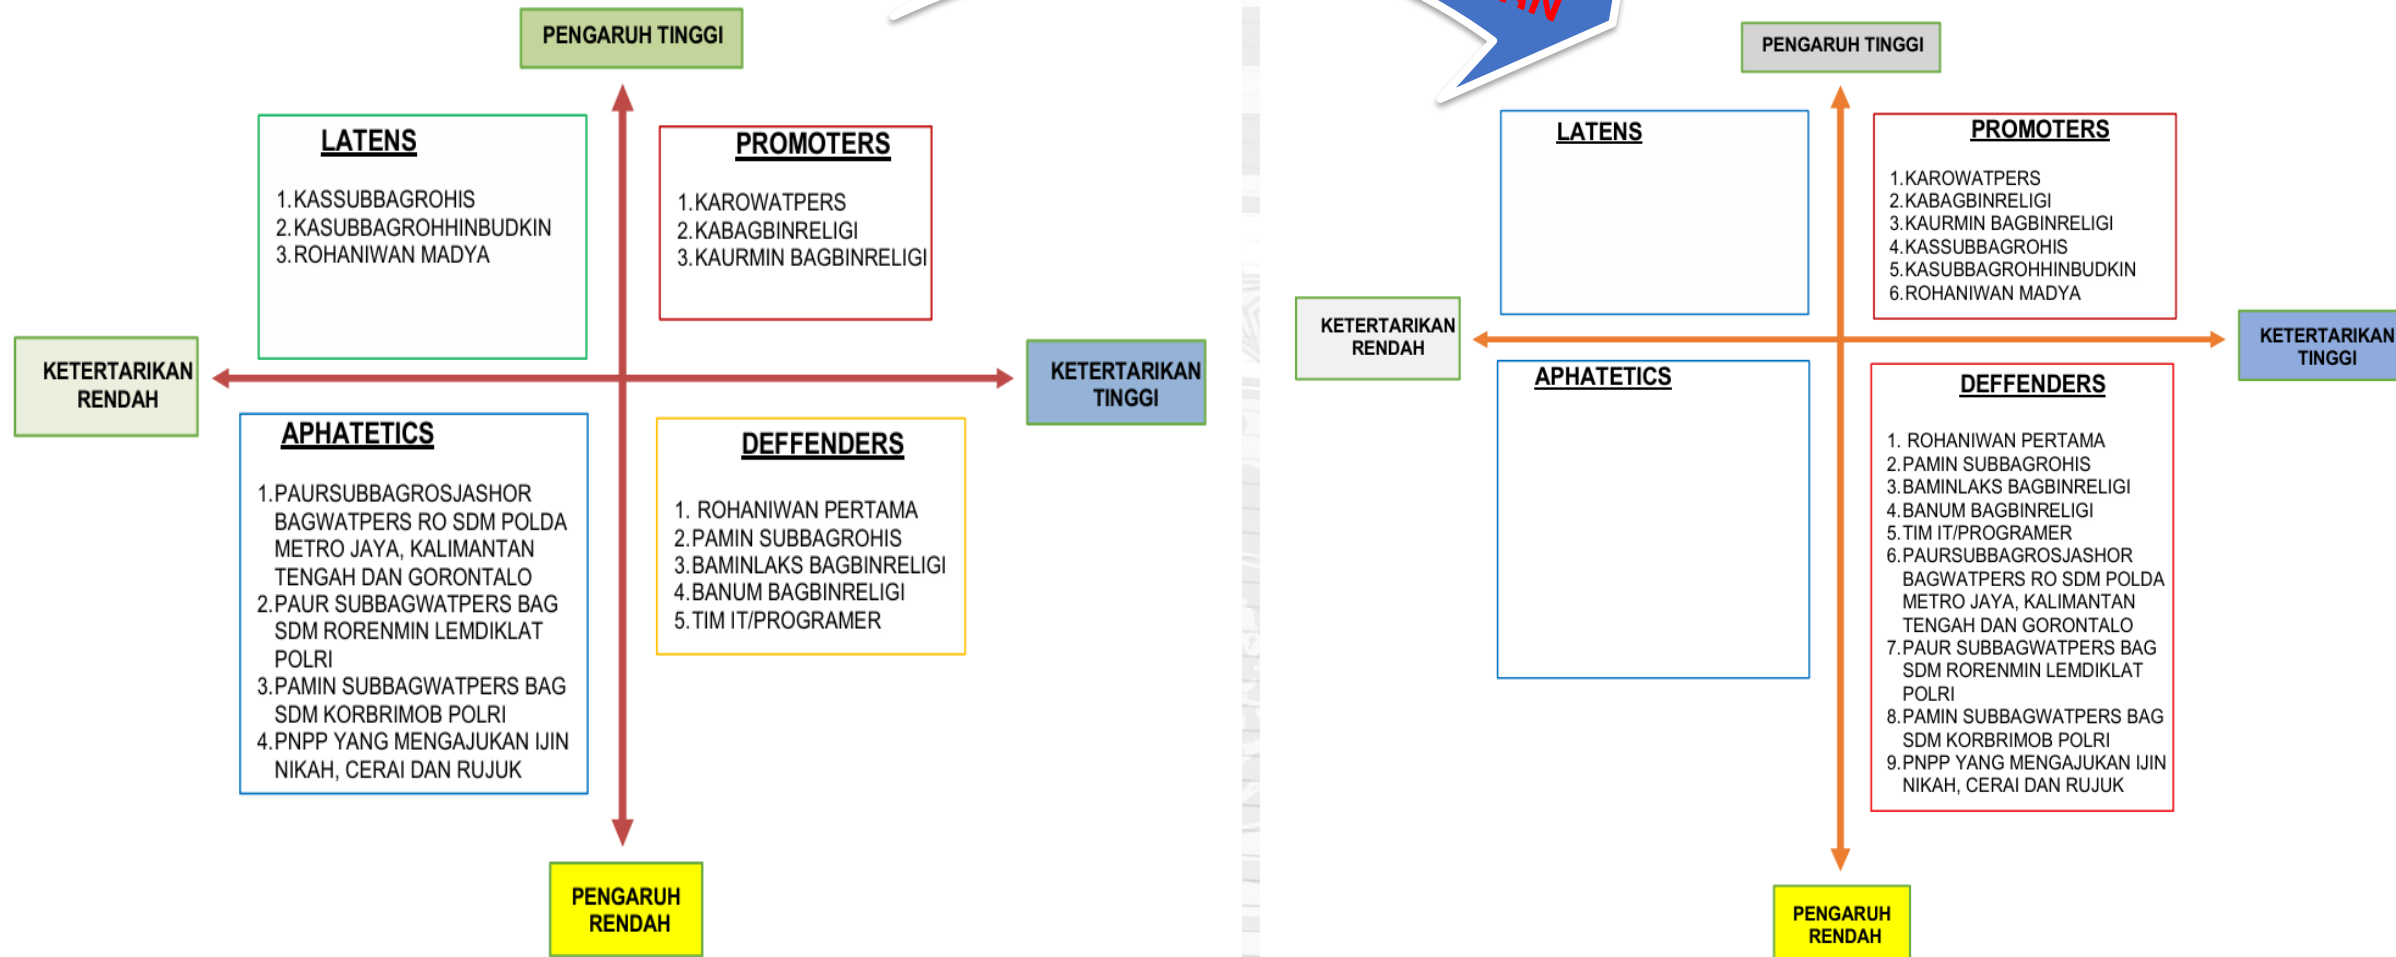 PENGARUH TINGGI
LATENS
1.KASSUBBAGROHIS
2.KASUBBAGROHHINBUDKIN
3.ROHANIWAN MADYA
PROMOTERS
1.KAROWATPERS
2.KABAGBINRELIGI
3.KAURMIN BAGBINRELIGI
KETERTARIKAN
RENDAH
KETERTARIKAN
TINGGI
APHATETICS
1.PAURSUBBAGROSJASHOR
BAGWATPERS RO SDM POLDA
METRO JAYA, KALIMANTAN
TENGAH DAN GORONTALO
2.PAUR SUBBAGWATPERS BAG
SDM RORENMIN LEMDIKLAT
POLRI
3.PAMIN SUBBAGWATPERS BAG
SDM KORBRIMOB POLRI
4.PNPP YANG MENGAJUKAN IJIN
NIKAH, CERAI DAN RUJUK
DEFFENDERS
1. ROHANIWAN PERTAMA
2.PAMIN SUBBAGROHIS
3.BAMINLAKS BAGBINRELIGI
4.BANUM BAGBINRELIGI
5.TIM IT/PROGRAMER
PENGARUH
RENDAH
PENGARUH TINGGI
LATENS
PROMOTERS
1.KAROWATPERS
2.KABAGBINRELIGI
3.KAURMIN BAGBINRELIGI
4.KASSUBBAGROHIS
5.KASUBBAGROHHINBUDKIN
6.ROHANIWAN MADYA
KETERTARIKAN
RENDAH
KETERTARIKAN
TINGGI
APHATETICS
DEFFENDERS
1. ROHANIWAN PERTAMA
2.PAMIN SUBBAGROHIS
3.BAMINLAKS BAGBINRELIGI
4.BANUM BAGBINRELIGI
5.TIM IT/PROGRAMER
6.PAURSUBBAGROSJASHOR
BAGWATPERS RO SDM POLDA
METRO JAYA, KALIMANTAN
TENGAH DAN GORONTALO
7.PAUR SUBBAGWATPERS BAG
SDM RORENMIN LEMDIKLAT
POLRI
8.PAMIN SUBBAGWATPERS BAG
SDM KORBRIMOB POLRI
9.PNPP YANG MENGAJUKAN IJIN
NIKAH, CERAI DAN RUJUK
PENGARUH
RENDAH